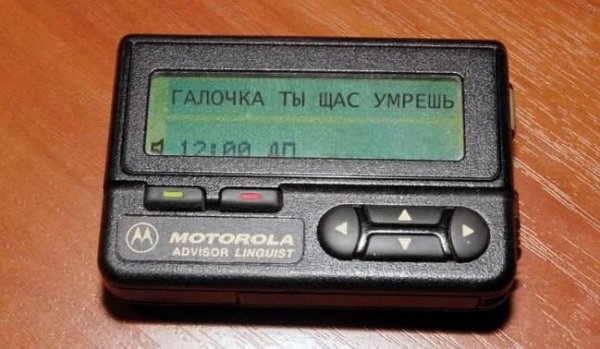 ГАЛОЧКА ТЫ ЩАС УМРЕШЬ
12:00 ДП
MOTOROLA
ADVISOR LINGUIST